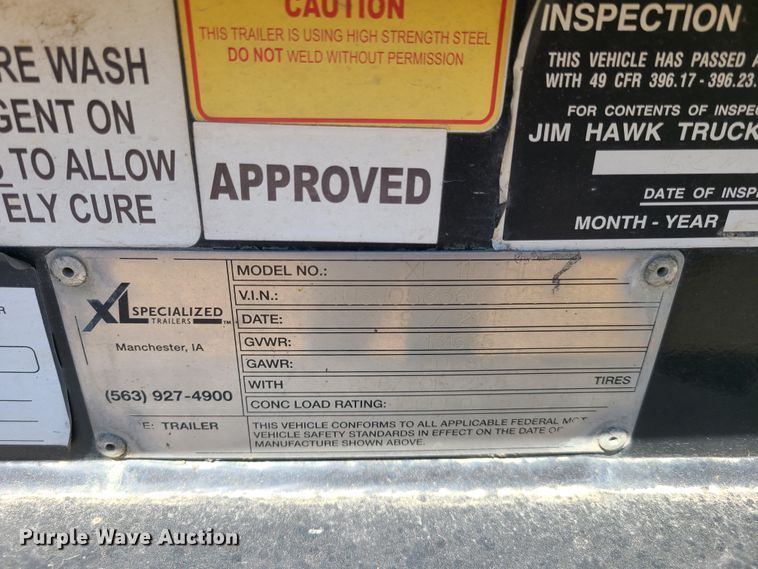 RE WASH
GENT ON
TO ALLOW
ELY CURE
CAUTION
THIS TRAILER IS USING HIGH STRENGTH STEEL
DO NOT WELD WITHOUT PERMISSION
APPROVED
INSPECTION
THIS VEHICLE HAS PASSED A
WITH 49 CFR 396.17 - 396.23.
FOR CONTENTS OF INSPEC
JIM HAWK TRUCK
DATE OF INSP
MONTH - YEAR
XL SPECIALIZED
TRAILERS TM
Manchester, IA
(563) 927-4900
E: TRAILER
MODEL NO.:
V.I.N.:
DATE:
GVWR:
GAWR:
WITH TIRES
CONC LOAD RATING:
THIS VEHICLE CONFORMS TO ALL APPLICABLE FEDERAL MOT
VEHICLE SAFETY STANDARDS IN EFFECT ON THE DATE OF
MANUFACTURE SHOWN ABOVE.
Purple Wave Auction